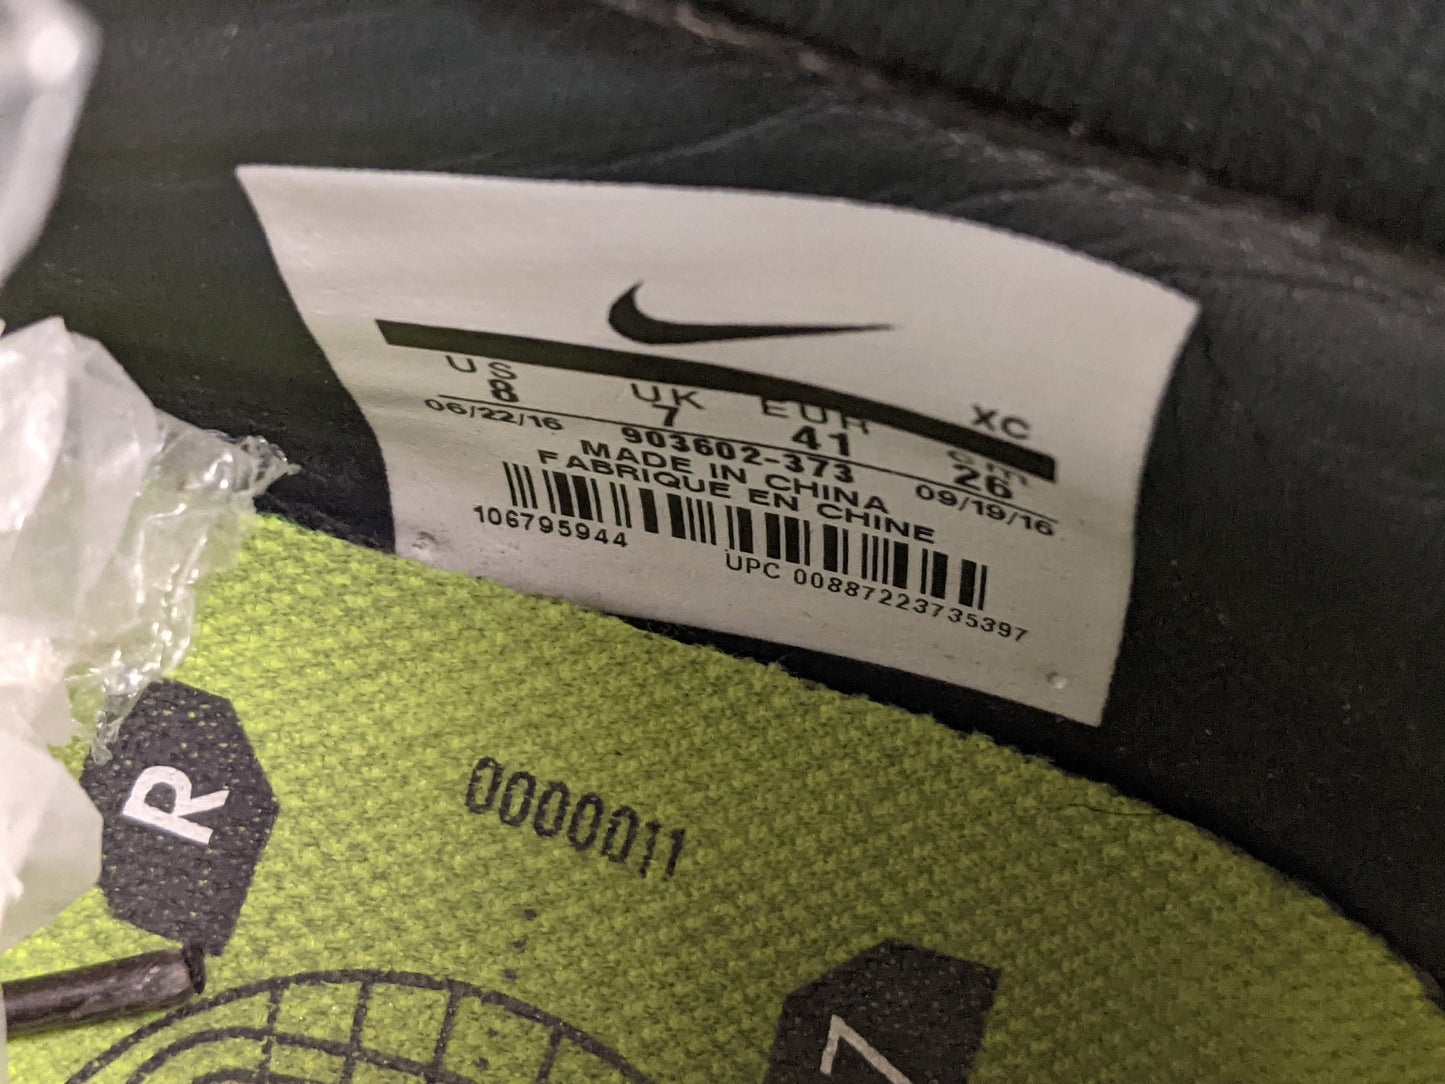 US UK EUR cm XC
8 7 41 26
06/22/16 903602-373 09/19/16
MADE IN CHINA
FABRIQUE EN CHINE
106795944
UPC 00887223735397
R
0000011
7